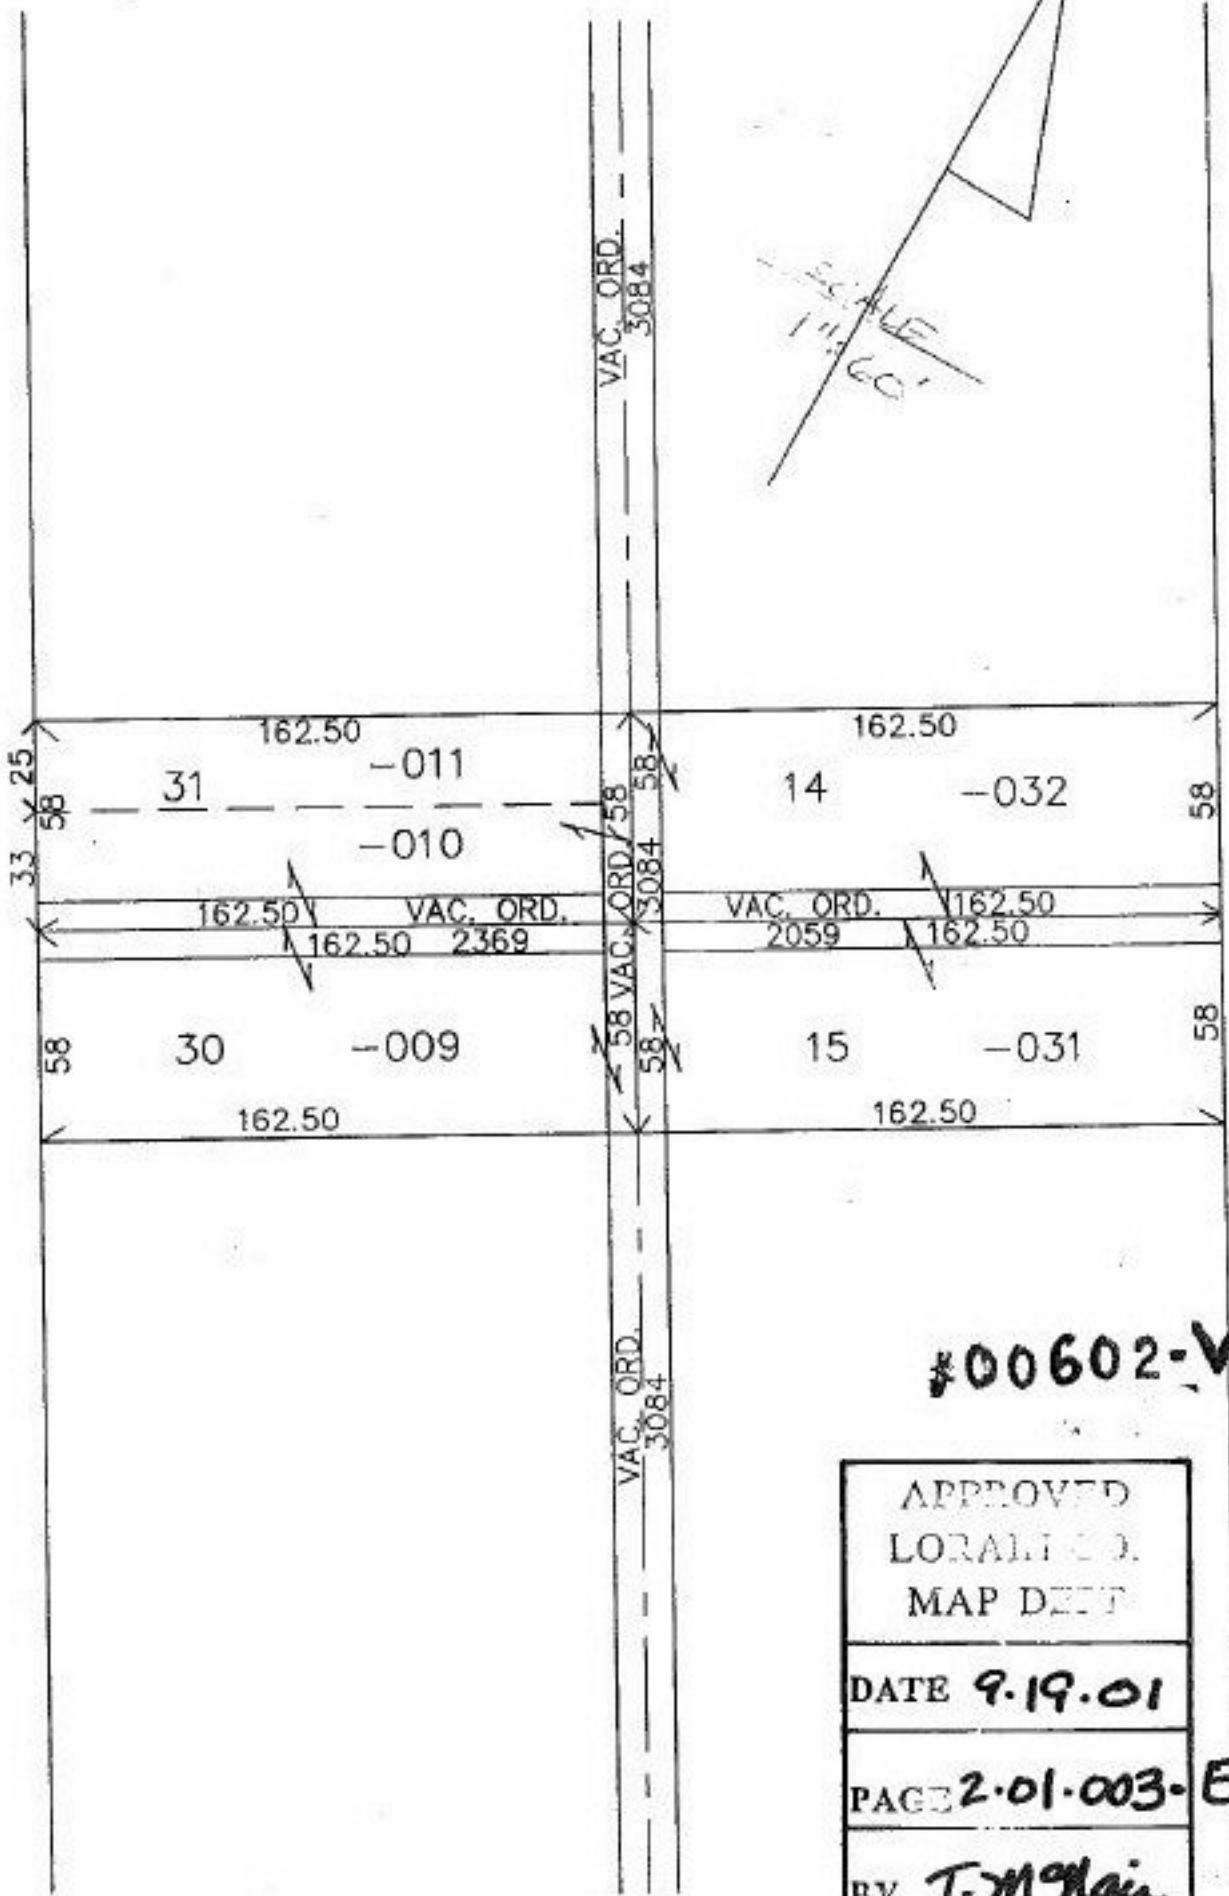 VAC. ORD.
3084
SCALE
1"=60'
162.50
162.50
25
31
-011
58
58
58
14
-032
58
33
-010
VAC. ORD.
3084
162.50
VAC. ORD.
VAC. ORD.
162.50
162.50
2369
2059
162.50
58
30
-009
58
58
15
-031
58
162.50
162.50
VAC. ORD.
3084
#00602-V
APPROVED
LORAIN CO.
MAP DEPT
DATE 9.19.01
PAGE 2.01.003-E
BY